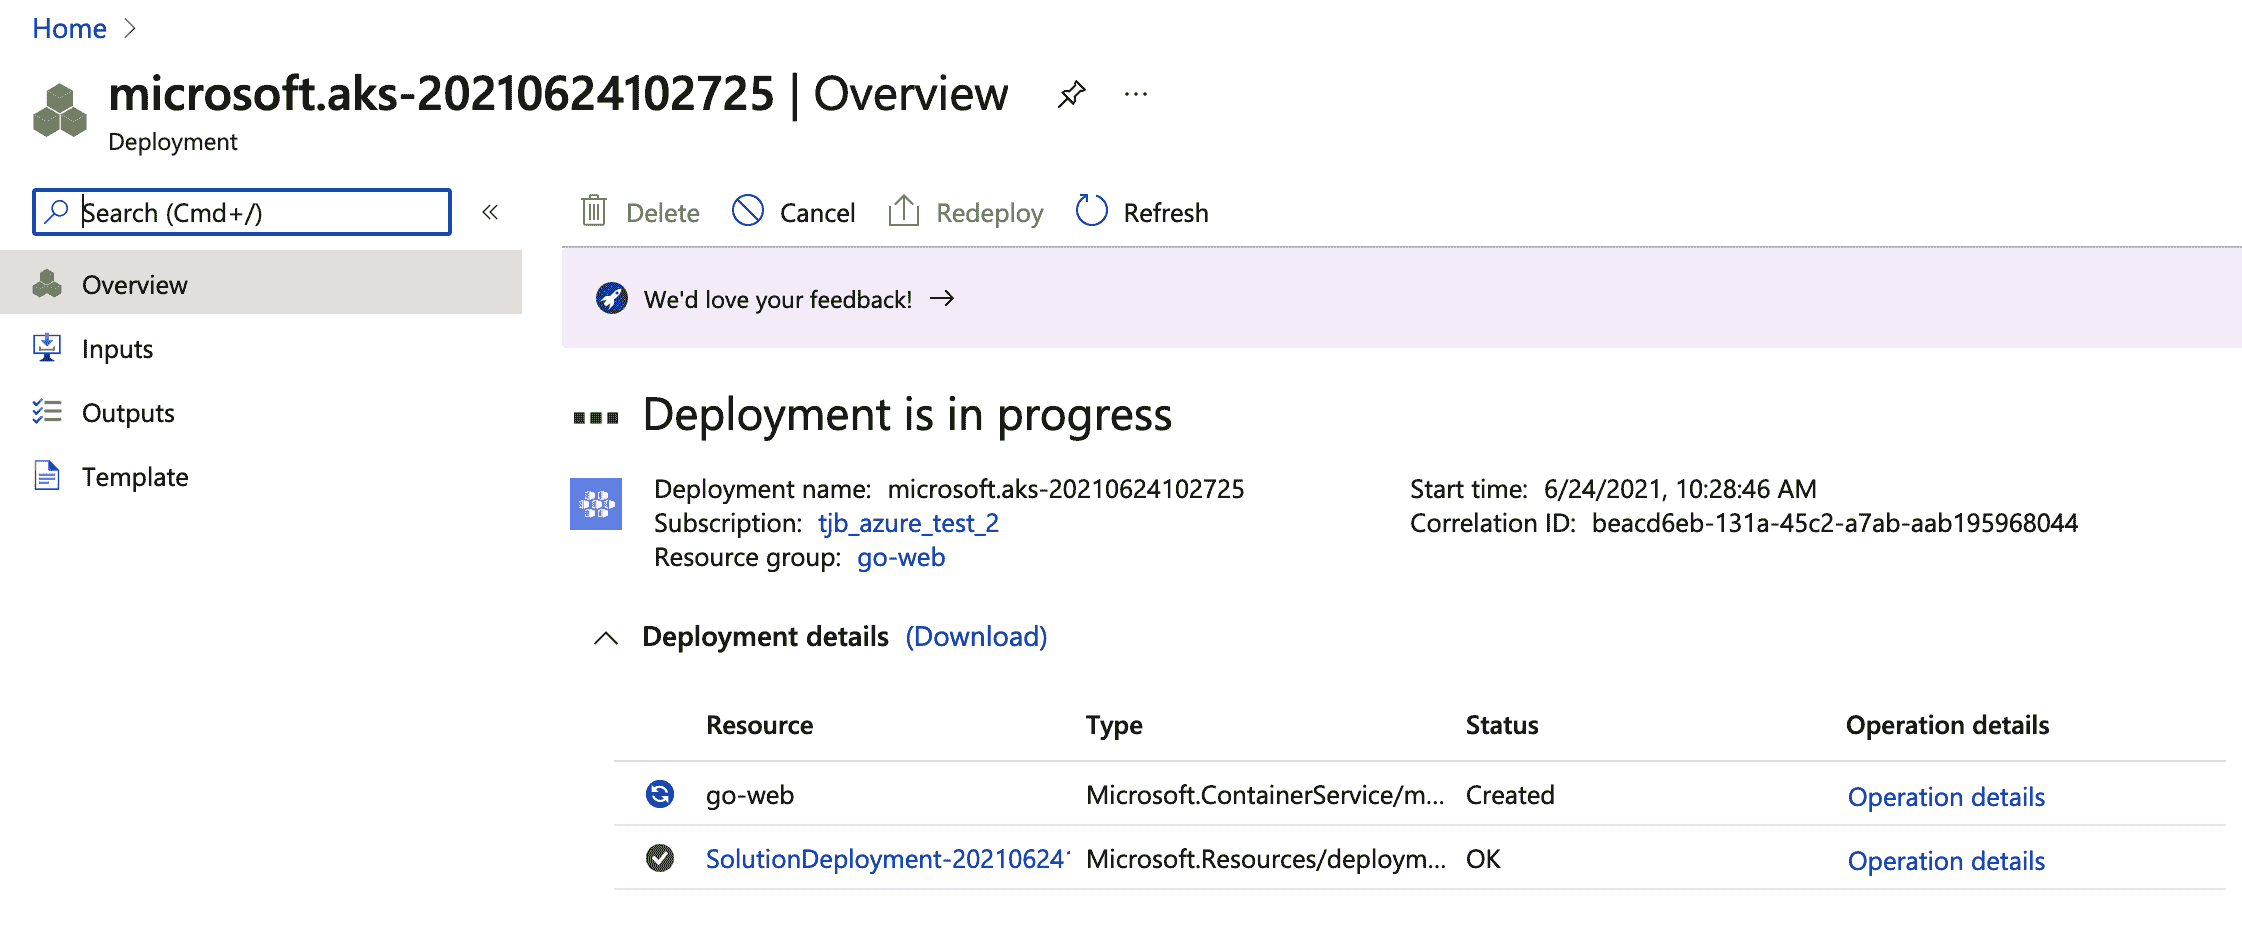 Home
microsoft.aks-20210624102725 | Overview ...
Deployment
Search (Cmd+/)
Delete Cancel Redeploy Refresh
Overview
Inputs
Outputs
Template
We'd love your feedback!
Deployment is in progress
Deployment name: microsoft.aks-20210624102725
Subscription: tjb_azure_test_2
Resource group: go-web
Start time: 6/24/2021, 10:28:46 AM
Correlation ID: beacd6eb-131a-45c2-a7ab-aab195968044
Deployment details (Download)
Resource Type Status Operation details
go-web Microsoft.ContainerService/m... Created Operation details
SolutionDeployment-202106241 Microsoft.Resources/deploym... OK Operation details